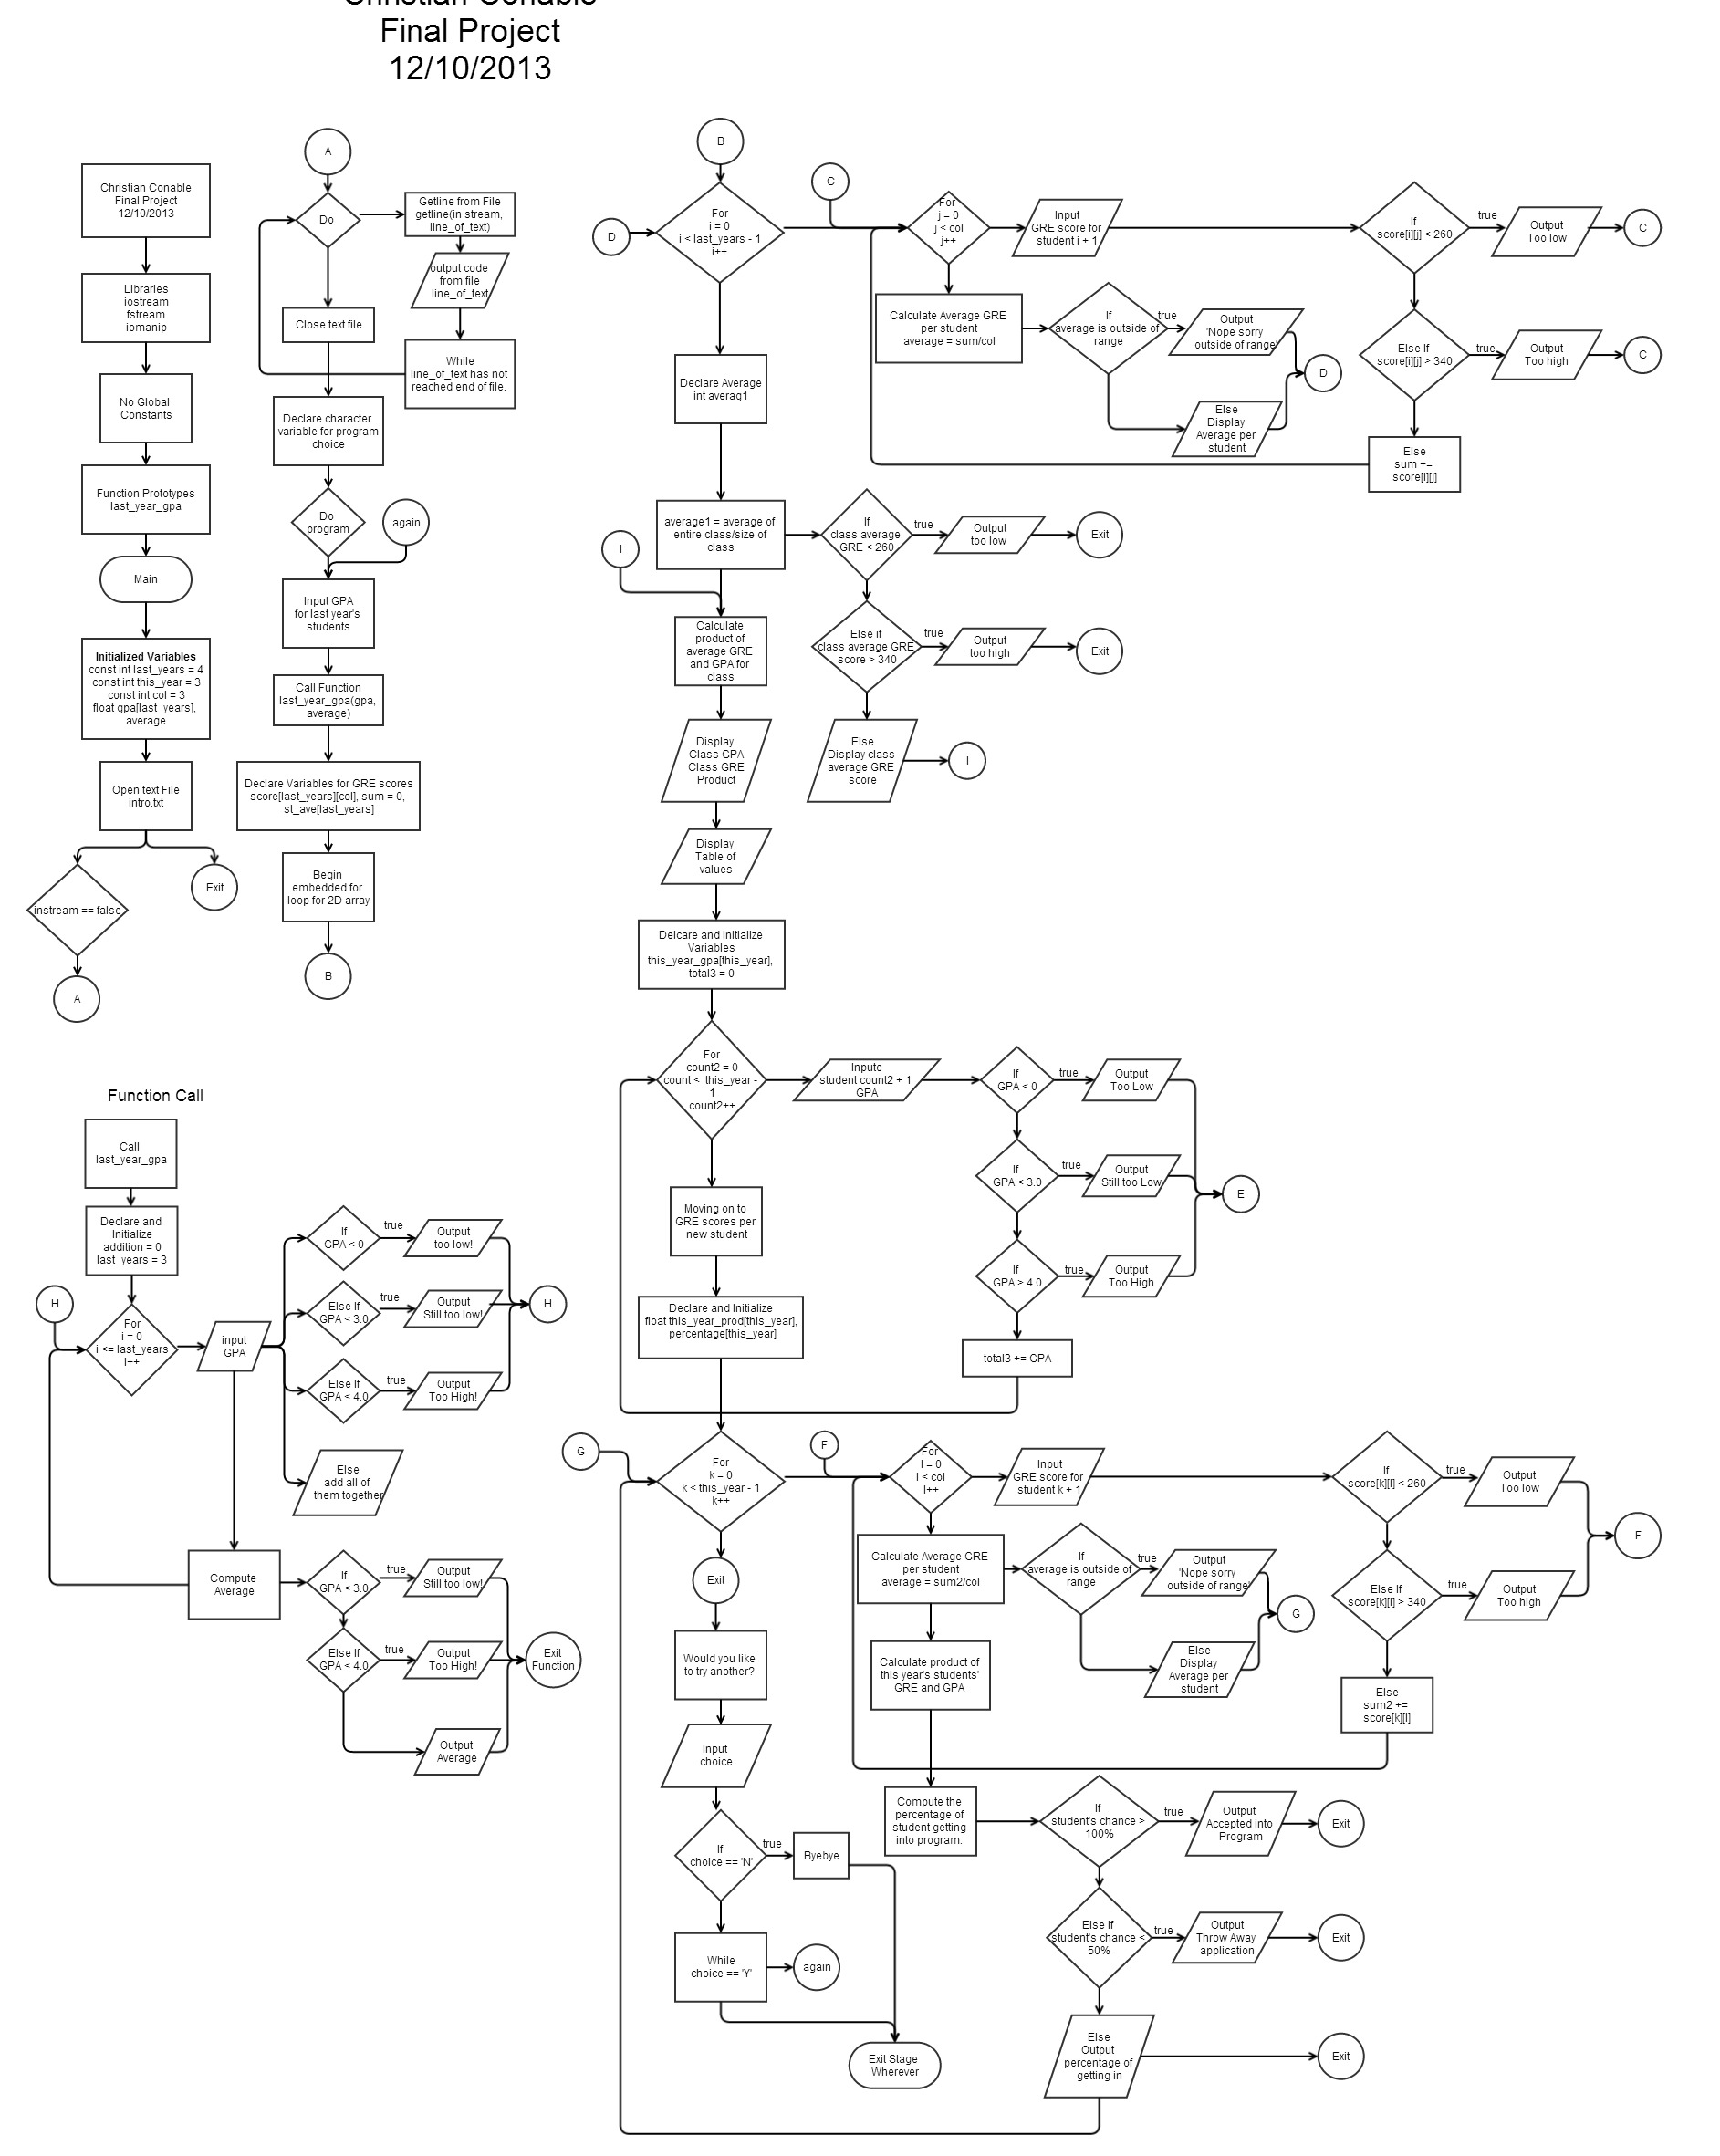 Christian Conable
Final Project
12/10/2013
Christian Conable
Final Project
12/10/2013
Libraries
iostream
fstream
iomanip
No Global
Constants
Function Prototypes
last_year_gpa
Main
Initialized Variables
const int last_years = 4
const int this_year = 3
const int col = 3
float gpa[last_years],
average
Open text File
intro.txt
instream == false
Exit
A
A
Do
Getline from File
getline(in stream,
line_of_text)
output code
from file
line_of_text
While
line_of_text has not
reached end of file.
Close text file
Declare character
variable for program
choice
Do
program
again
Input GPA
for last year's
students
Call Function
last_year_gpa(gpa,
average)
Declare Variables for GRE scores
score[last_years][col], sum = 0,
st_ave[last_years]
Begin
embedded for
loop for 2D array
B
B
D
For
i = 0
i < last_years - 1
i++
C
For
j = 0
j < col
j++
Input
GRE score for
student i + 1
If
score[i][j] < 260
true
Output
Too low
C
Else If
score[i][j] > 340
true
Output
Too high
C
Else
sum +=
score[i][j]
Calculate Average GRE
per student
average = sum/col
If
average is outside of
range
true
Output
'Nope sorry
outside of range'
Else
Display
Average per
student
D
Declare Average
int averag1
average1 = average of
entire class/size of
class
If
class average
GRE < 260
true
Output
too low
Exit
Else if
class average GRE
score > 340
true
Output
too high
Exit
Else
Display class
average GRE
score
I
I
Calculate
product of
average GRE
and GPA for
class
Display
Class GPA
Class GRE
Product
Display
Table of
values
Delcare and Initialize
Variables
this_year_gpa[this_year],
total3 = 0
For
count2 = 0
count < this_year -
1
count2++
Inpute
student count2 + 1
GPA
If
GPA < 0
true
Output
Too Low
If
GPA < 3.0
true
Output
Still too Low
If
GPA > 4.0
true
Output
Too High
E
total3 += GPA
Moving on to
GRE scores per
new student
Declare and Initialize
float this_year_prod[this_year],
percentage[this_year]
G
For
k = 0
k < this_year - 1
k++
F
For
l = 0
l < col
l++
Input
GRE score for
student k + 1
If
score[k][l] < 260
true
Output
Too low
Else If
score[k][l] > 340
true
Output
Too high
F
Else
sum2 +=
score[k][l]
Calculate Average GRE
per student
average = sum2/col
If
average is outside of
range
true
Output
'Nope sorry
outside of range'
Else
Display
Average per
student
G
Calculate product of
this year's students'
GRE and GPA
Compute the
percentage of
student getting
into program.
If
student's chance >
100%
true
Output
Accepted into
Program
Exit
Else if
student's chance <
50%
true
Output
Throw Away
application
Exit
Else
Output
percentage of
getting in
Exit
Exit
Would you like
to try another?
Input
choice
If
choice == 'N'
true
Byebye
While
choice == 'Y'
again
Exit Stage
Wherever
Function Call
Call
last_year_gpa
Declare and
Initialize
addition = 0
last_years = 3
H
For
i = 0
i <= last_years
i++
input
GPA
If
GPA < 0
true
Output
too low!
Else If
GPA < 3.0
true
Output
Still too low!
Else If
GPA < 4.0
true
Output
Too High!
H
Else
add all of
them together
Compute
Average
If
GPA < 3.0
true
Output
Still too low!
Else If
GPA < 4.0
true
Output
Too High!
Exit
Function
Output
Average